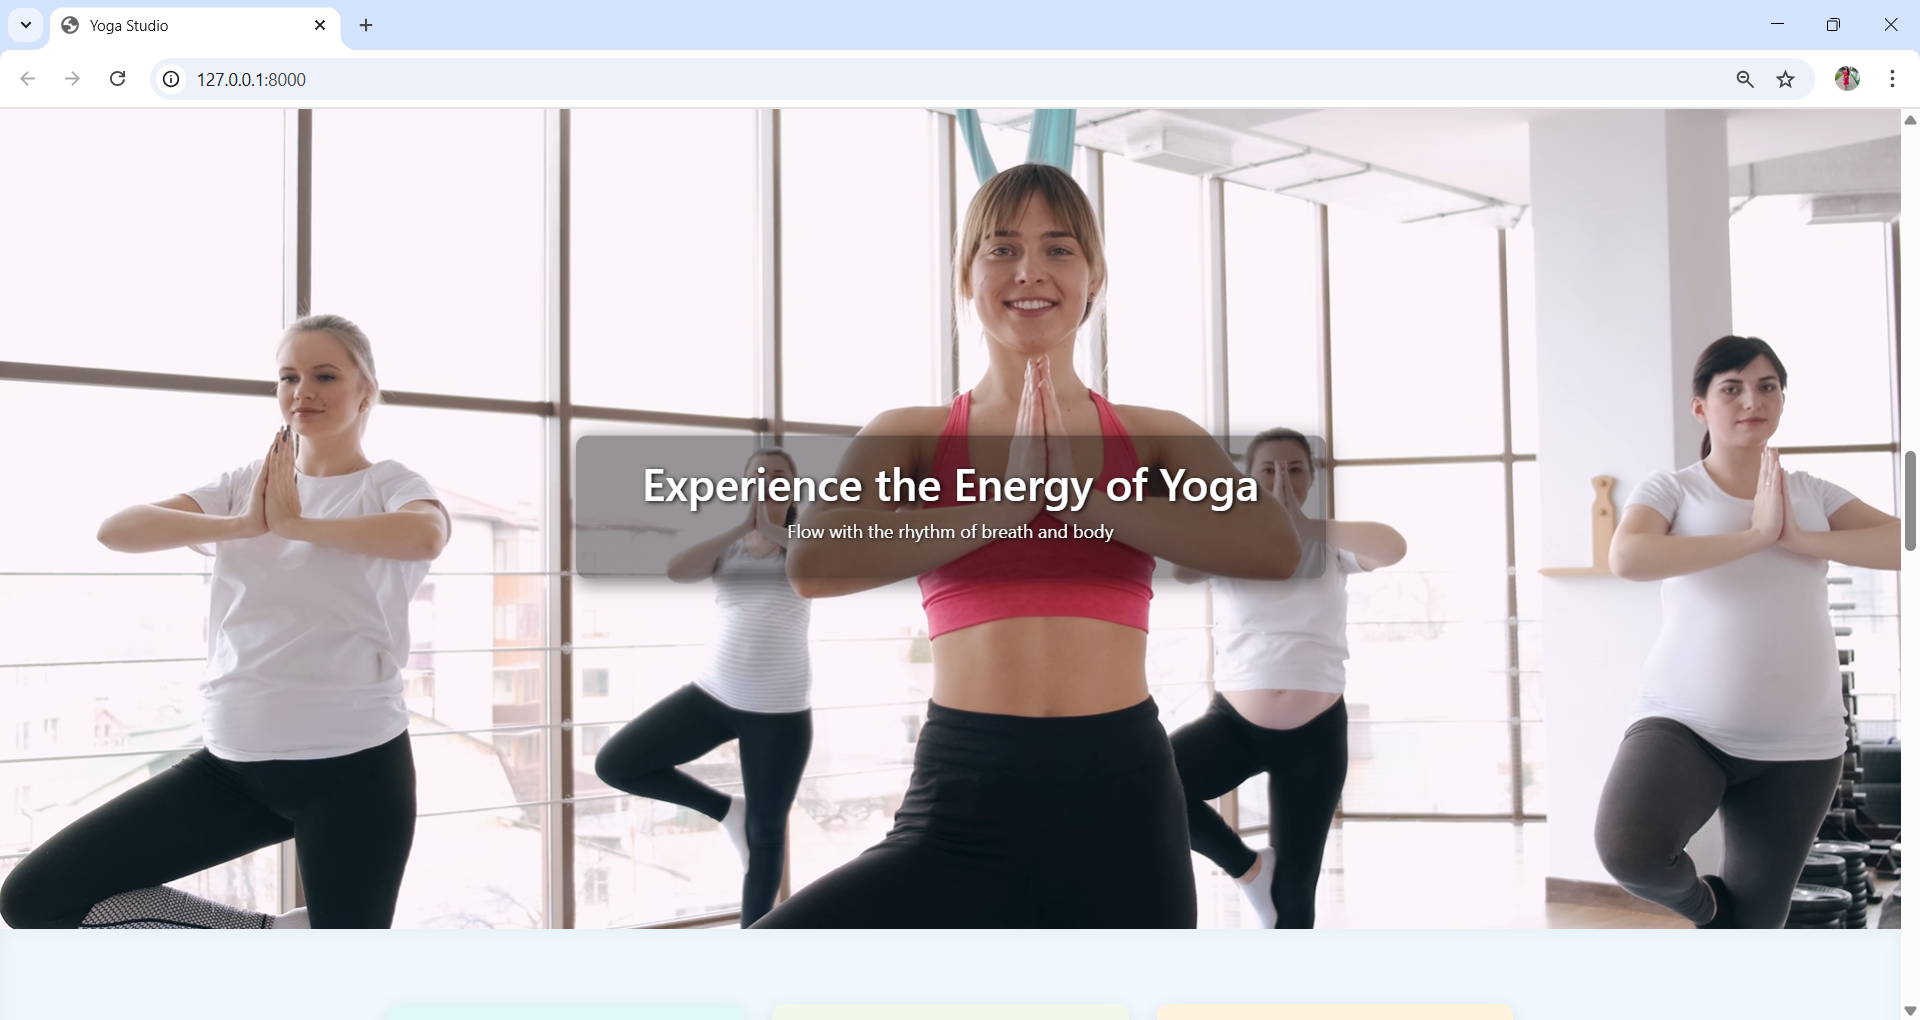 Yoga Studio
127.0.0.1:8000
Experience the Energy of Yoga
Flow with the rhythm of breath and body